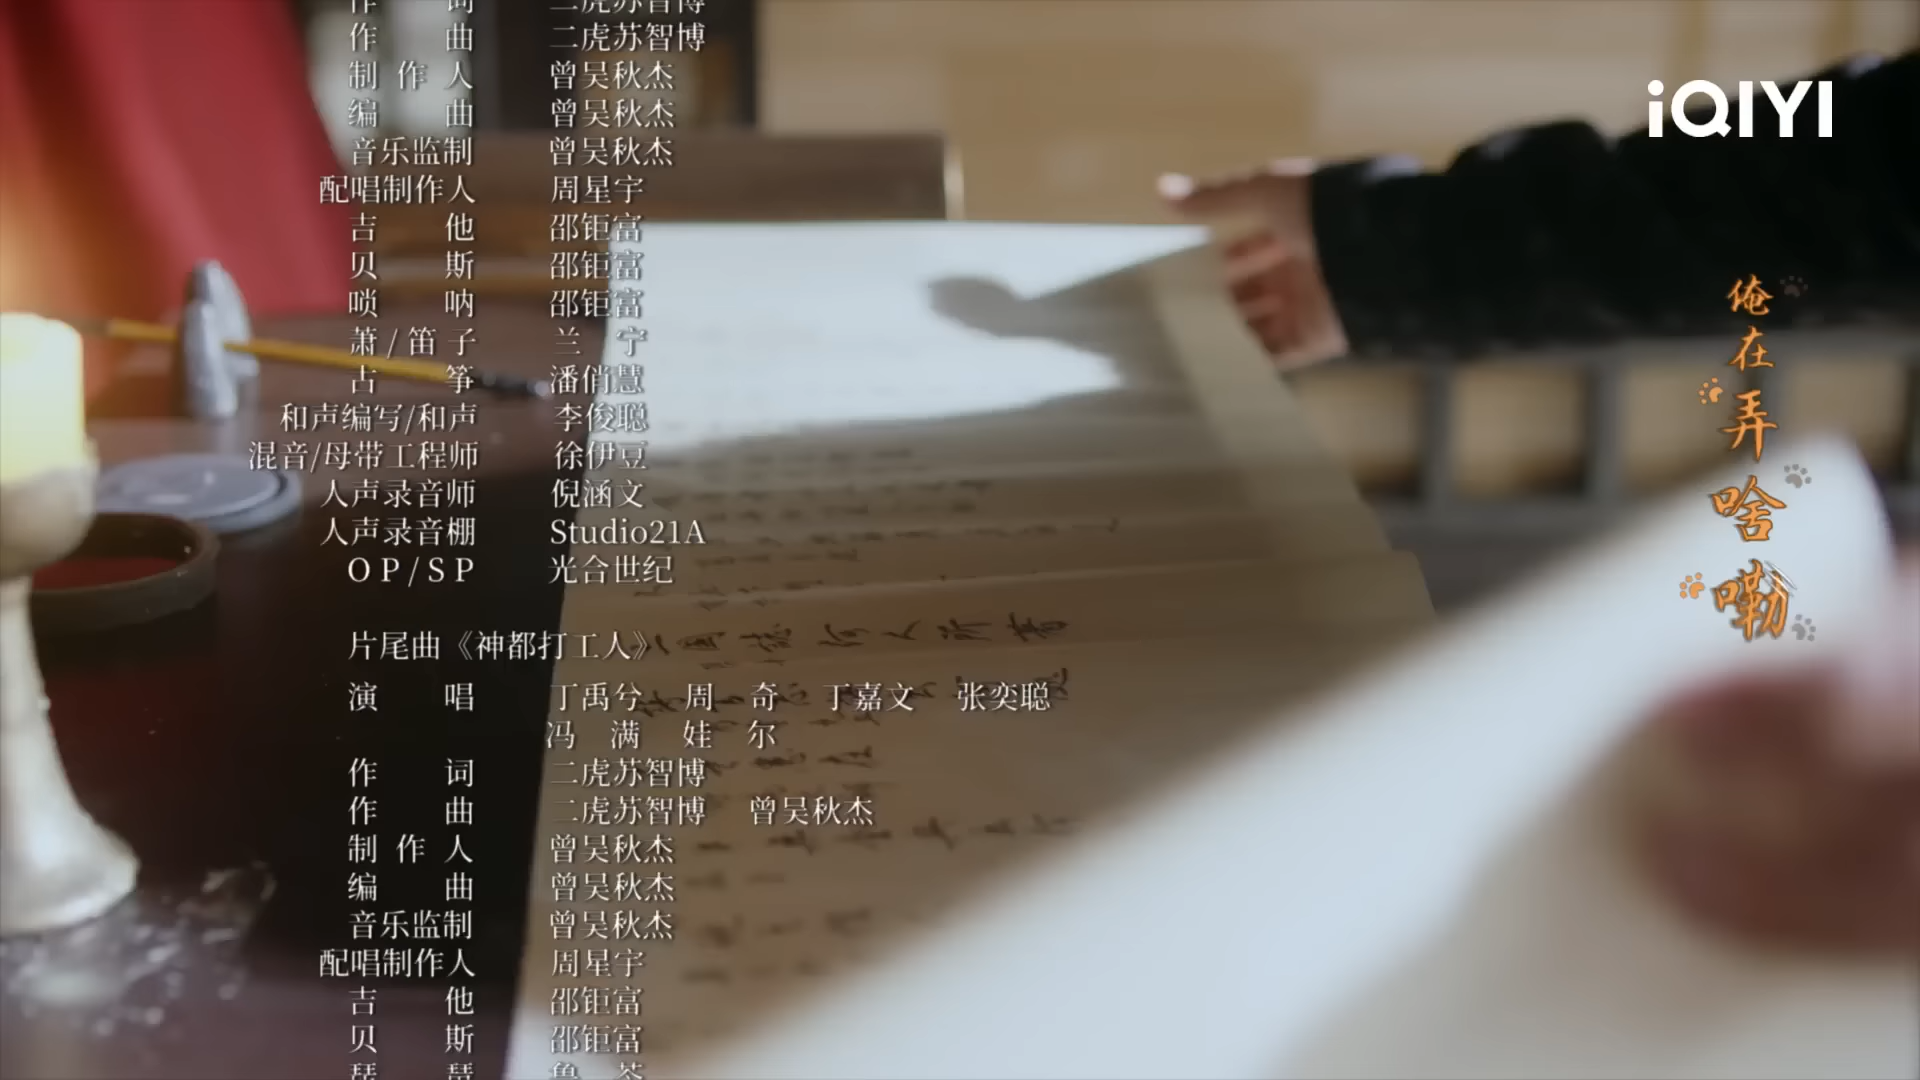 作 词 二虎苏智博
作 曲 二虎苏智博
制 作 人 曾吴秋杰
编 曲 曾吴秋杰
音乐监制 曾吴秋杰
配唱制作人 周星宇
吉 他 邵钜富
贝 斯 邵钜富
唢 呐 邵钜富
萧/笛子 兰 宁
古 筝 潘俏慧
和声编写/和声 李俊聪
混音/母带工程师 徐伊豆
人声录音师 倪涵文
人声录音棚 Studio21A
OP/SP 光合世纪
片尾曲《神都打工人》
演 唱 丁禹兮 周 奇 丁嘉文 张奕聪
冯 满 娃 尔
作 词 二虎苏智博
作 曲 二虎苏智博 曾吴秋杰
制 作 人 曾吴秋杰
编 曲 曾吴秋杰
音乐监制 曾吴秋杰
配唱制作人 周星宇
吉 他 邵钜富
贝 斯 邵钜富
iQIYI
俺在弄啥嘞